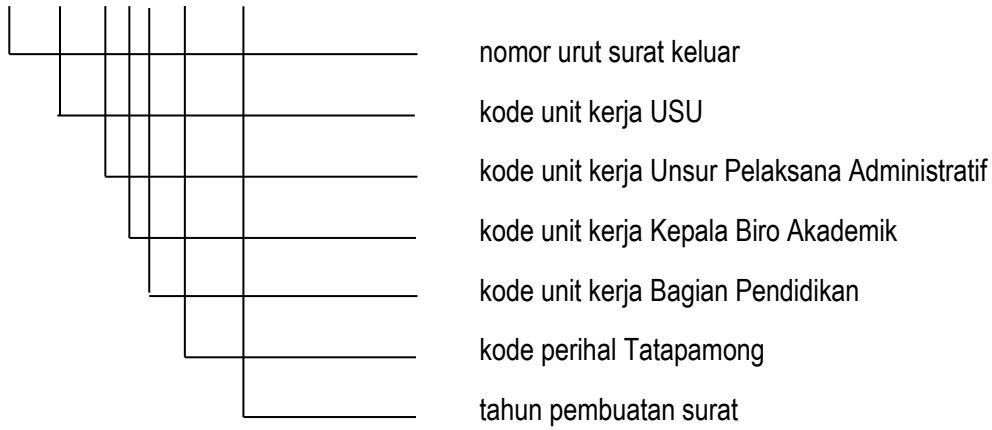 nomor urut surat keluar
kode unit kerja USU
kode unit kerja Unsur Pelaksana Administratif
kode unit kerja Kepala Biro Akademik
kode unit kerja Bagian Pendidikan
kode perihal Tatapamong
tahun pembuatan surat